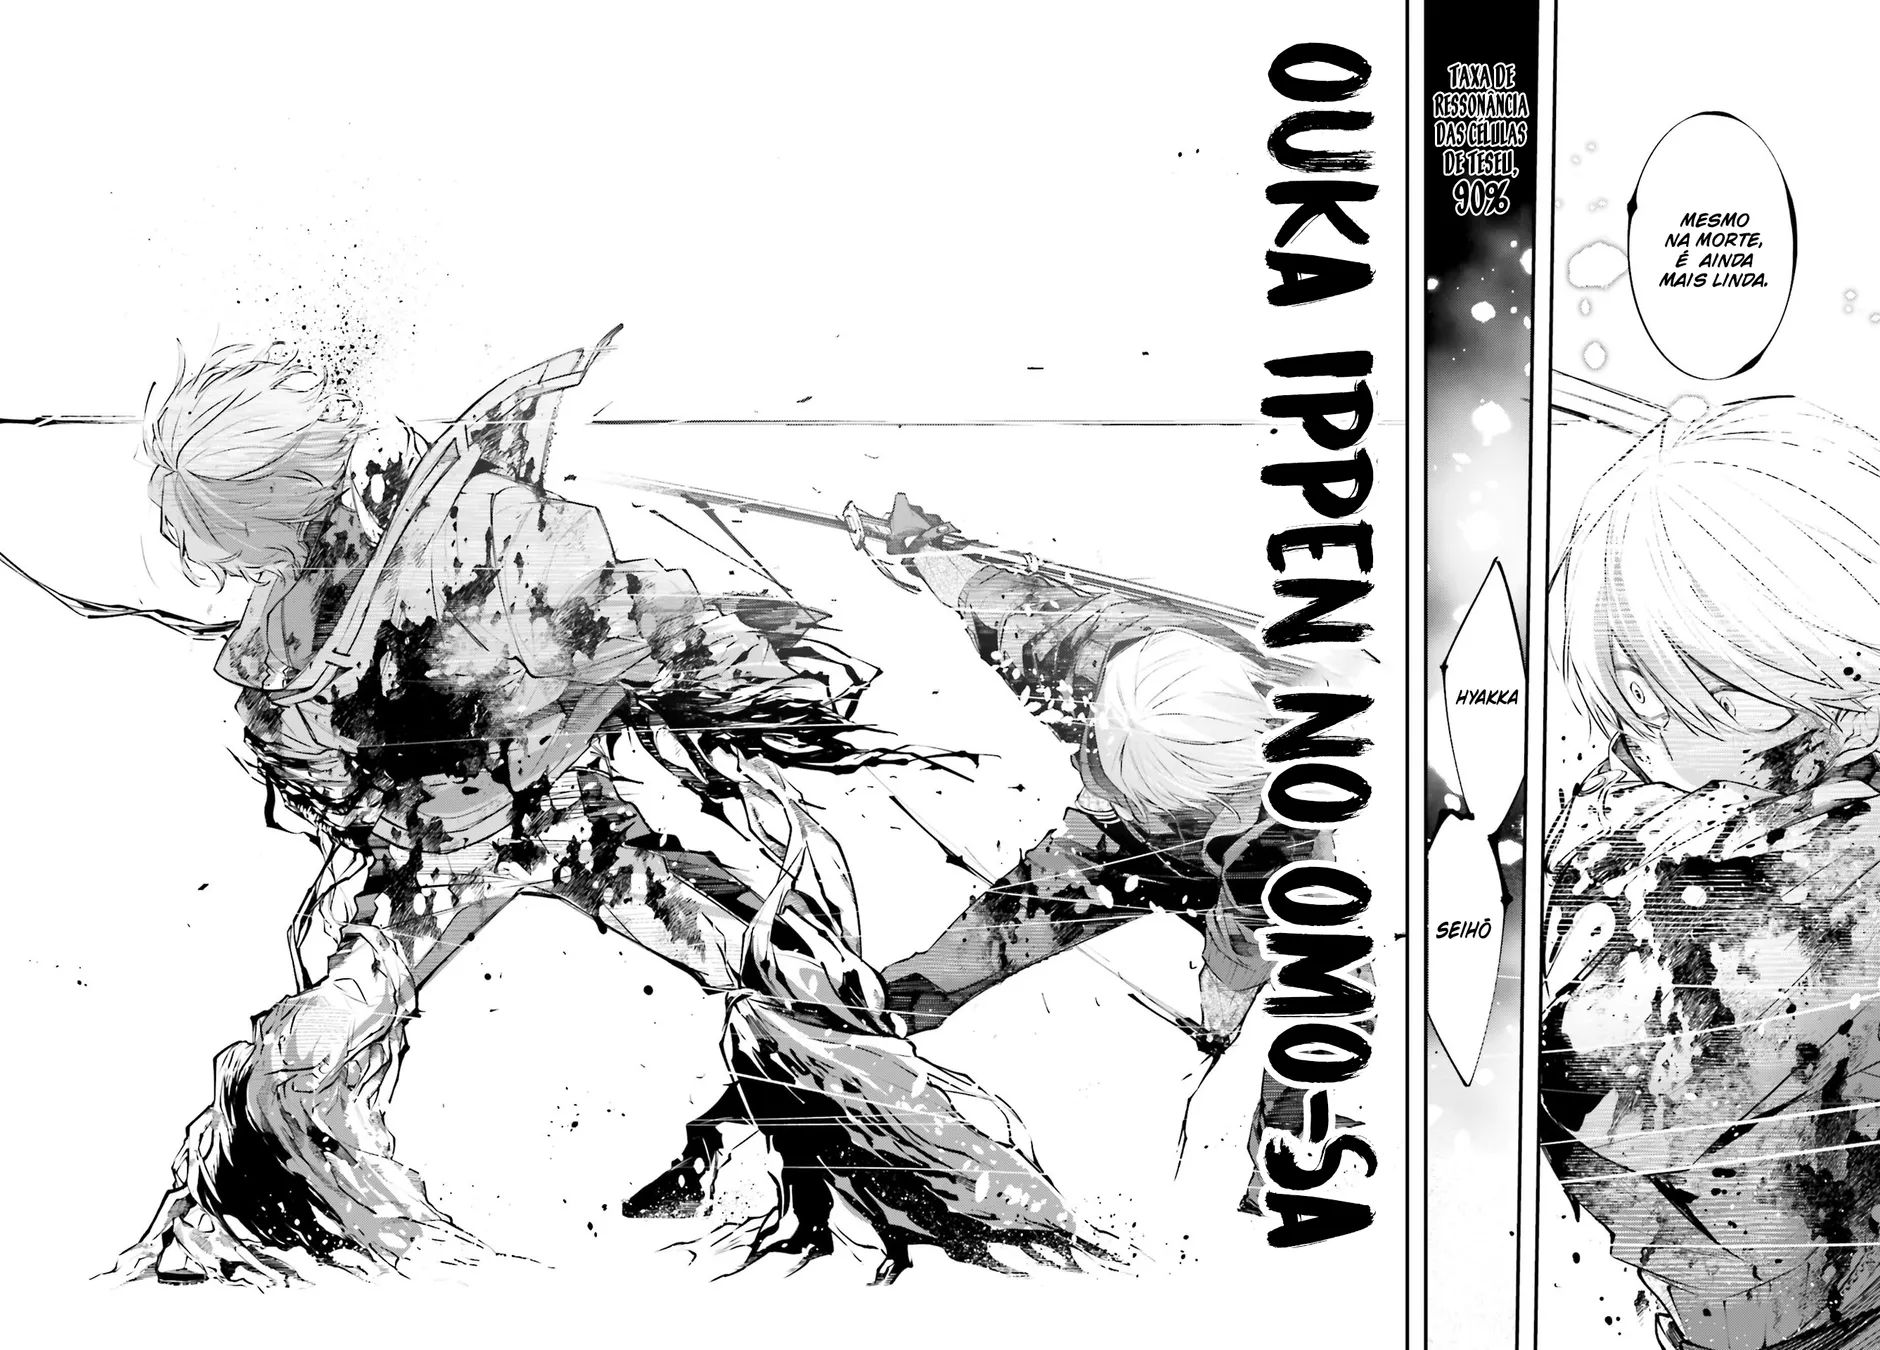 MESMO
NA MORTE,
É AINDA
MAIS LINDA.
TAXA DE
RESSONÂNCIA
DAS CÉLULAS
DE TESEU,
90%
HYAKKA
SEIHŌ
OUKA IPPEN NO OMO-SA